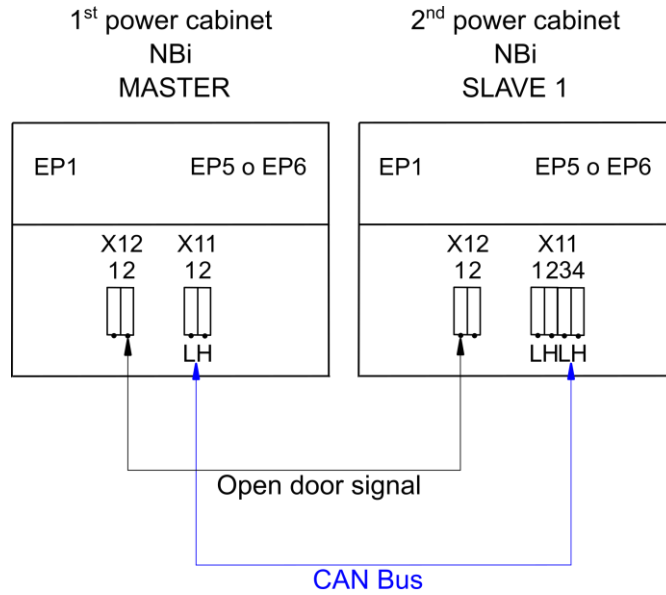 1st power cabinet
NBi
MASTER
2nd power cabinet
NBi
SLAVE 1
EP1 EP5 o EP6
X12 X11
12 12
LH
EP1 EP5 o EP6
X12 X11
12 1234
LHLH
Open door signal
CAN Bus